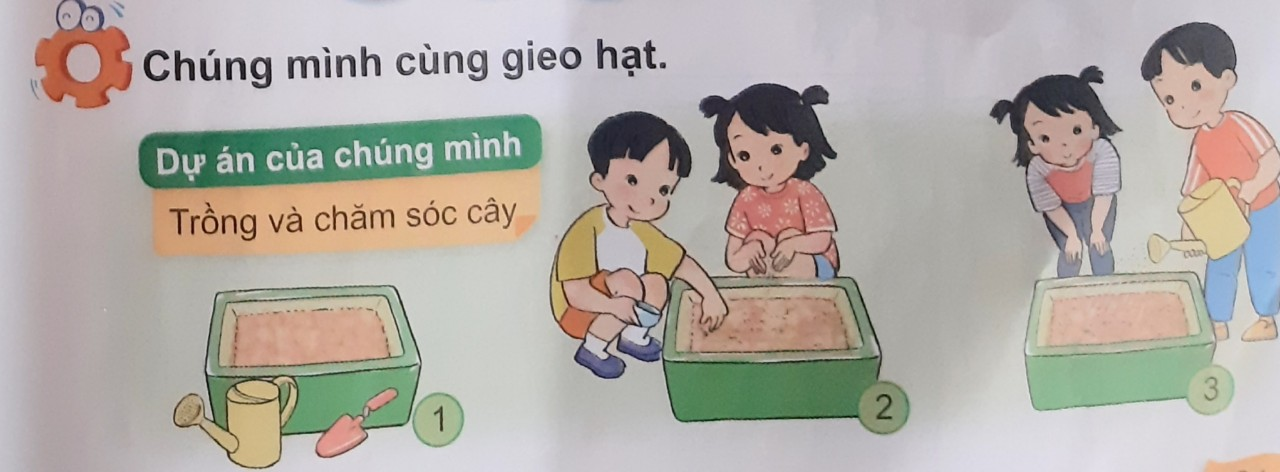 Chúng mình cùng gieo hạt.
Dự án của chúng mình
Trồng và chăm sóc cây
1
2
3